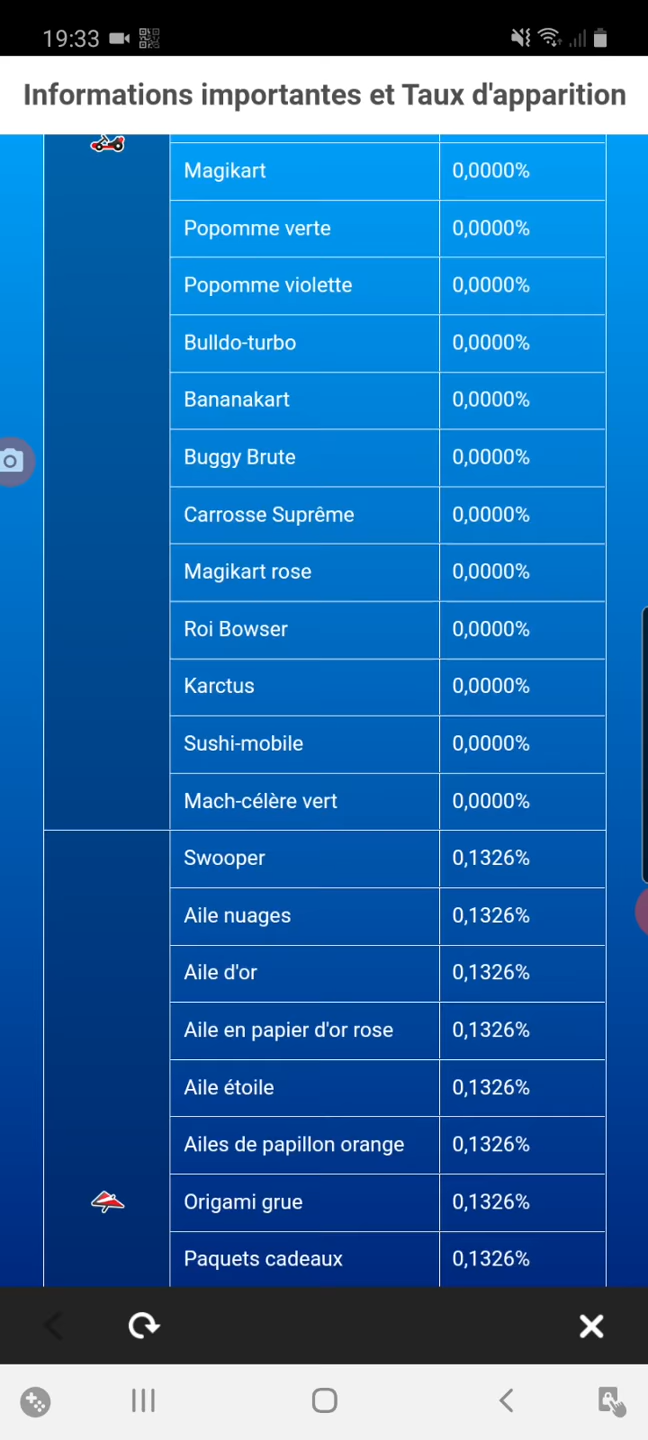 19:33
Informations importantes et Taux d'apparition
Magikart 0,0000%
Popomme verte 0,0000%
Popomme violette 0,0000%
Bulldo-turbo 0,0000%
Bananakart 0,0000%
Buggy Brute 0,0000%
Carrosse Suprême 0,0000%
Magikart rose 0,0000%
Roi Bowser 0,0000%
Karctus 0,0000%
Sushi-mobile 0,0000%
Mach-célère vert 0,0000%
Swooper 0,1326%
Aile nuages 0,1326%
Aile d'or 0,1326%
Aile en papier d'or rose 0,1326%
Aile étoile 0,1326%
Ailes de papillon orange 0,1326%
Origami grue 0,1326%
Paquets cadeaux 0,1326%